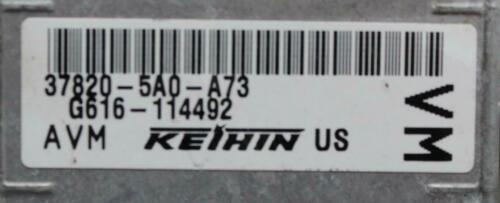 37820-5A0-A73
G616-114492
AVM KEIHIN US
VM